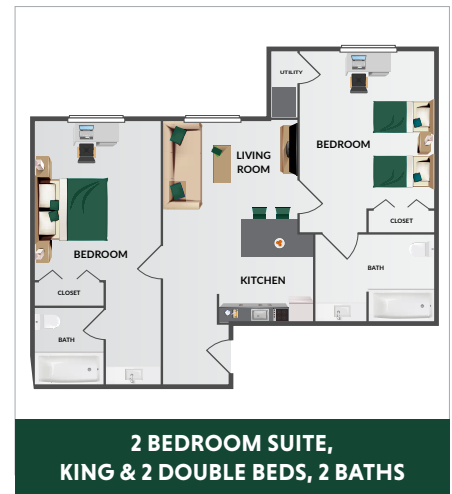 UTILITY
BEDROOM
LIVING
ROOM
CLOSET
BEDROOM
BATH
KITCHEN
CLOSET
BATH
2 BEDROOM SUITE,
KING & 2 DOUBLE BEDS, 2 BATHS